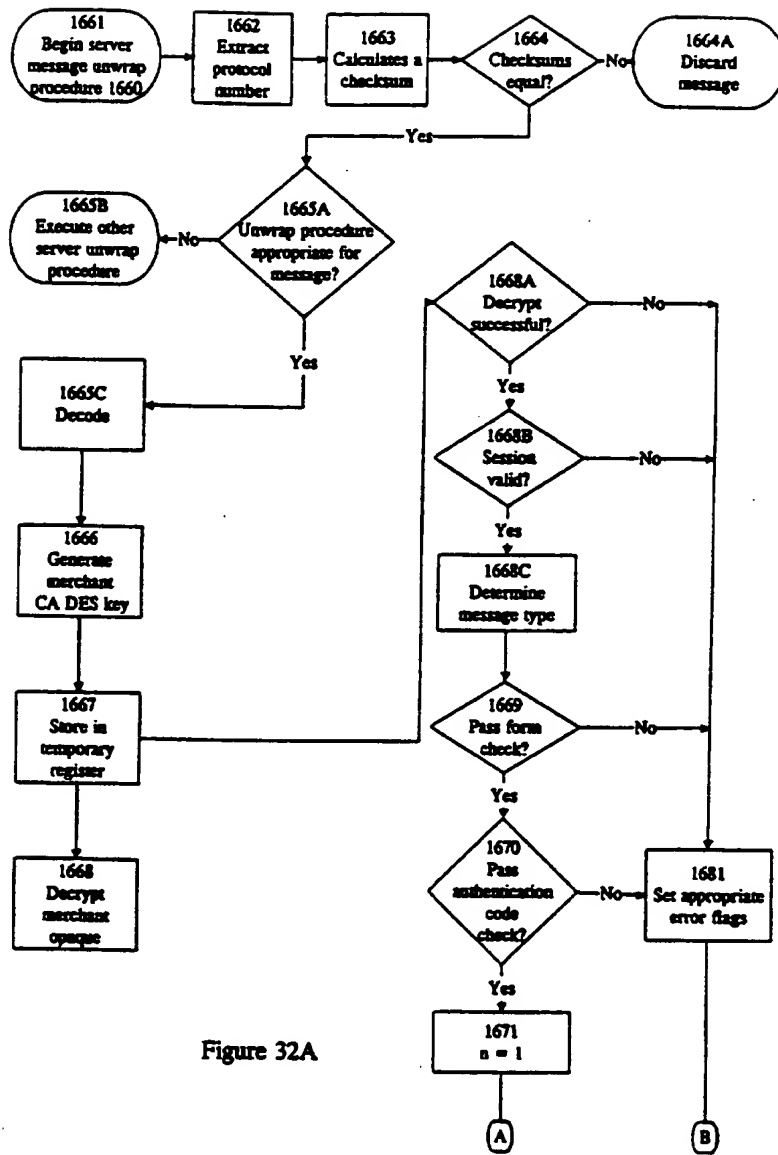 1661
Begin server
message unwrap
procedure 1660
1662
Extract
protocol
number
1663
Calculates a
checksum
1664
Checksums
equal?
No
1664A
Discard
message
Yes
1665A
Unwrap procedure
appropriate for
message?
No
1665B
Execute other
server unwrap
procedure
Yes
1665C
Decode
1666
Generate
merchant
CA DES key
1667
Store in
temporary
register
1668
Decrypt
merchant
opaque
1668A
Decrypt
successful?
No
Yes
1668B
Session
valid?
No
Yes
1668C
Determine
message type
1669
Pass form
check?
No
Yes
1670
Pass
authentication
code
check?
No
1681
Set appropriate
error flags
Yes
1671
n = 1
A
B
Figure 32A